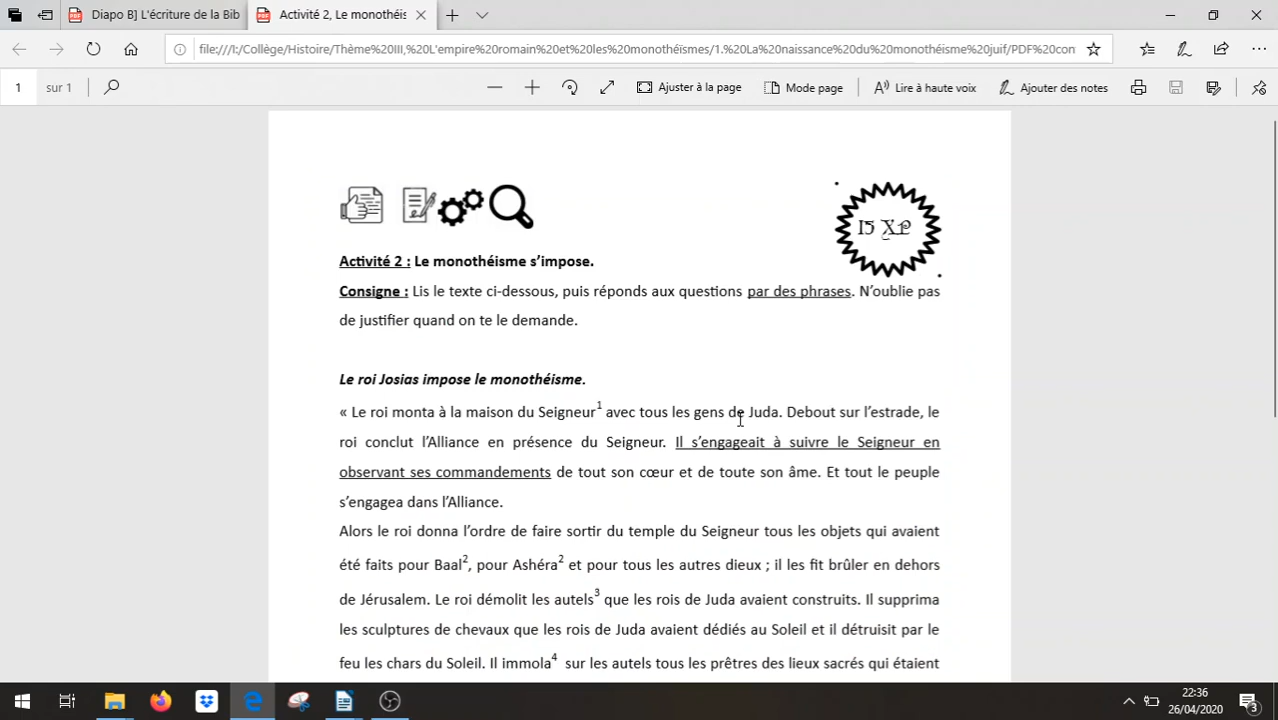 Diapo B] L'écriture de la Bib
Activité 2, Le monothéis
file:///I:/Collège/Histoire/Thème%20III,%20L'empire%20romain%20et%20les%20monothéïsmes/1.%20La%20naissance%20du%20monothéisme%20juif/PDF%20con
1 sur 1
Ajuster à la page
Mode page
Lire à haute voix
Ajouter des notes
15 XP
Activité 2 : Le monothéisme s’impose.
Consigne : Lis le texte ci-dessous, puis réponds aux questions par des phrases. N’oublie pas
de justifier quand on te le demande.
Le roi Josias impose le monothéisme.
« Le roi monta à la maison du Seigneur1 avec tous les gens de Juda. Debout sur l’estrade, le
roi conclut l’Alliance en présence du Seigneur. Il s’engageait à suivre le Seigneur en
observant ses commandements de tout son cœur et de toute son âme. Et tout le peuple
s’engagea dans l’Alliance.
Alors le roi donna l’ordre de faire sortir du temple du Seigneur tous les objets qui avaient
été faits pour Baal2, pour Ashéra2 et pour tous les autres dieux ; il les fit brûler en dehors
de Jérusalem. Le roi démolit les autels3 que les rois de Juda avaient construits. Il supprima
les sculptures de chevaux que les rois de Juda avaient dédiés au Soleil et il détruisit par le
feu les chars du Soleil. Il immola4 sur les autels tous les prêtres des lieux sacrés qui étaient
22:36
26/04/2020
3